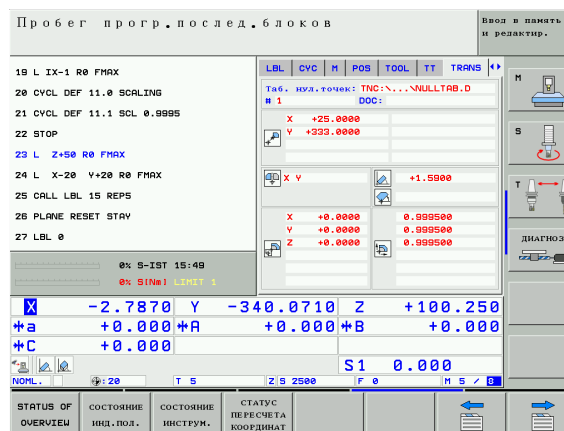 Пробег прогр.послед.блоков
Ввод в память
и редактир.
19 L IX-1 R0 FMAX
20 CYCL DEF 11.0 SCALING
21 CYCL DEF 11.1 SCL 0.9995
22 STOP
23 L Z+50 R0 FMAX
24 L X-20 Y+20 R0 FMAX
25 CALL LBL 15 REP5
26 PLANE RESET STAY
27 LBL 0
LBL CYC M POS TOOL TT TRANS
Таб. нул.точек: TNC:\...\NULLTAB.D
# 1 DOC:
X +25.0000
Y +333.0000
X Y +1.5900
X +0.0000 0.999500
Y +0.0000 0.999500
Z +0.0000 0.999500
0% S-IST 15:49
0% S[Nm] LIMIT 1
X -2.7870 Y -340.0710 Z +100.250
a +0.000 A +0.000 B +0.000
C +0.000
S1 0.000
NOML. : 20 T 5 Z S 2500 F 0 M 5 / 8
M
S
T
ДИАГНОЗ
STATUS OF
OVERVIEW
СОСТОЯНИЕ
ИНД.ПОЛ.
СОСТОЯНИЕ
ИНСТРУМ.
СТАТУС
ПЕРЕСЧЕТА
КООРДИНАТ